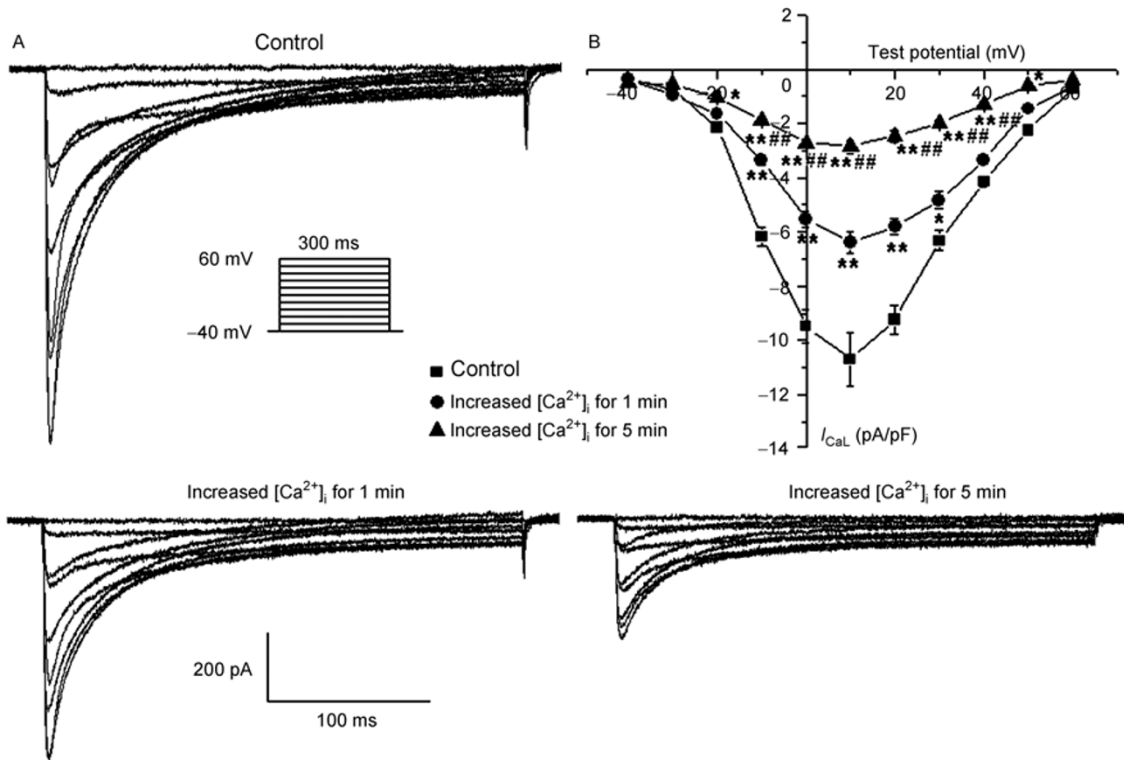 A
Control
300 ms
60 mV
−40 mV
B
2
Test potential (mV)
−40
−20
0
20
40
60
−2
−4
−6
−8
−10
−12
−14
*
*
**##
**##
**##
**##
**##
**##
**
**
**
**
*
I_CaL (pA/pF)
Control
Increased [Ca²⁺]ᵢ for 1 min
Increased [Ca²⁺]ᵢ for 5 min
Increased [Ca²⁺]ᵢ for 1 min
200 pA
100 ms
Increased [Ca²⁺]ᵢ for 5 min